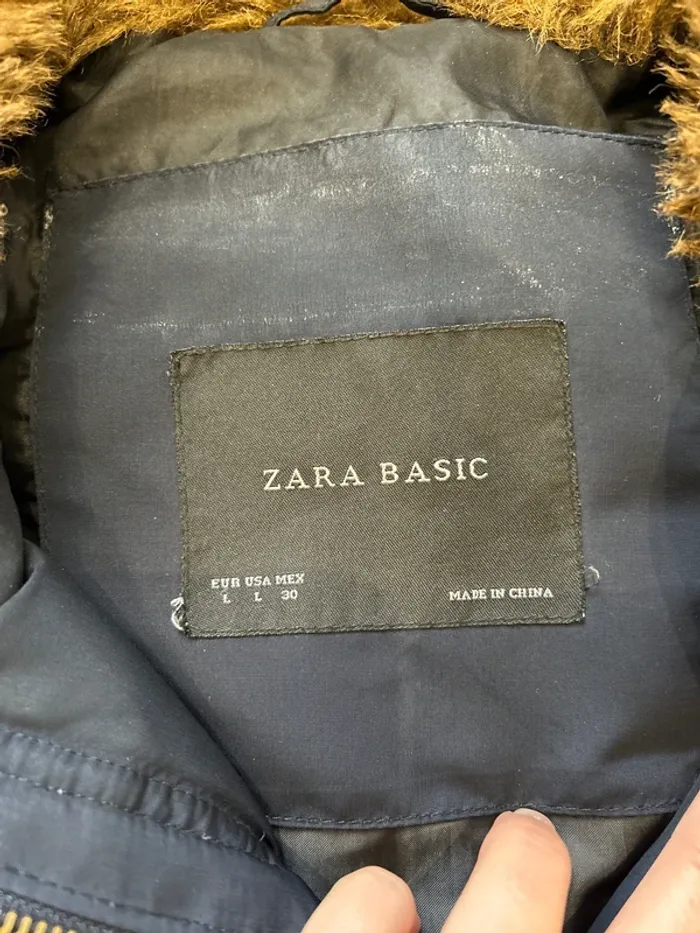 ZARA BASIC
EUR USA MEX
L L 30
MADE IN CHINA